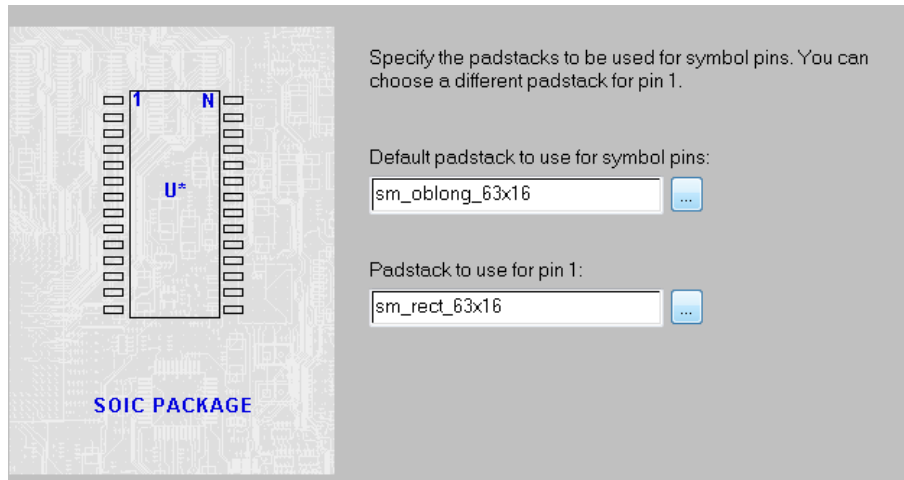 Specify the padstacks to be used for symbol pins. You can
choose a different padstack for pin 1.
1 N
U*
Default padstack to use for symbol pins:
sm_oblong_63x16
...
Padstack to use for pin 1:
sm_rect_63x16
...
SOIC PACKAGE